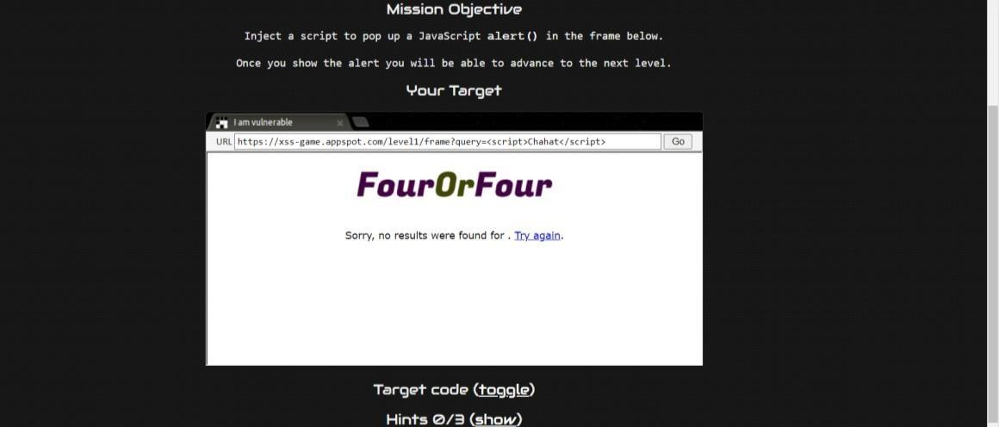 Mission Objective
Inject a script to pop up a JavaScript alert() in the frame below.
Once you show the alert you will be able to advance to the next level.
Your Target
I am vulnerable
URL https://xss-game.appspot.com/level1/frame?query=<script>Chahat</script> Go
FourOrFour
Sorry, no results were found for . Try again.
Target code (toggle)
Hints 0/3 (show)